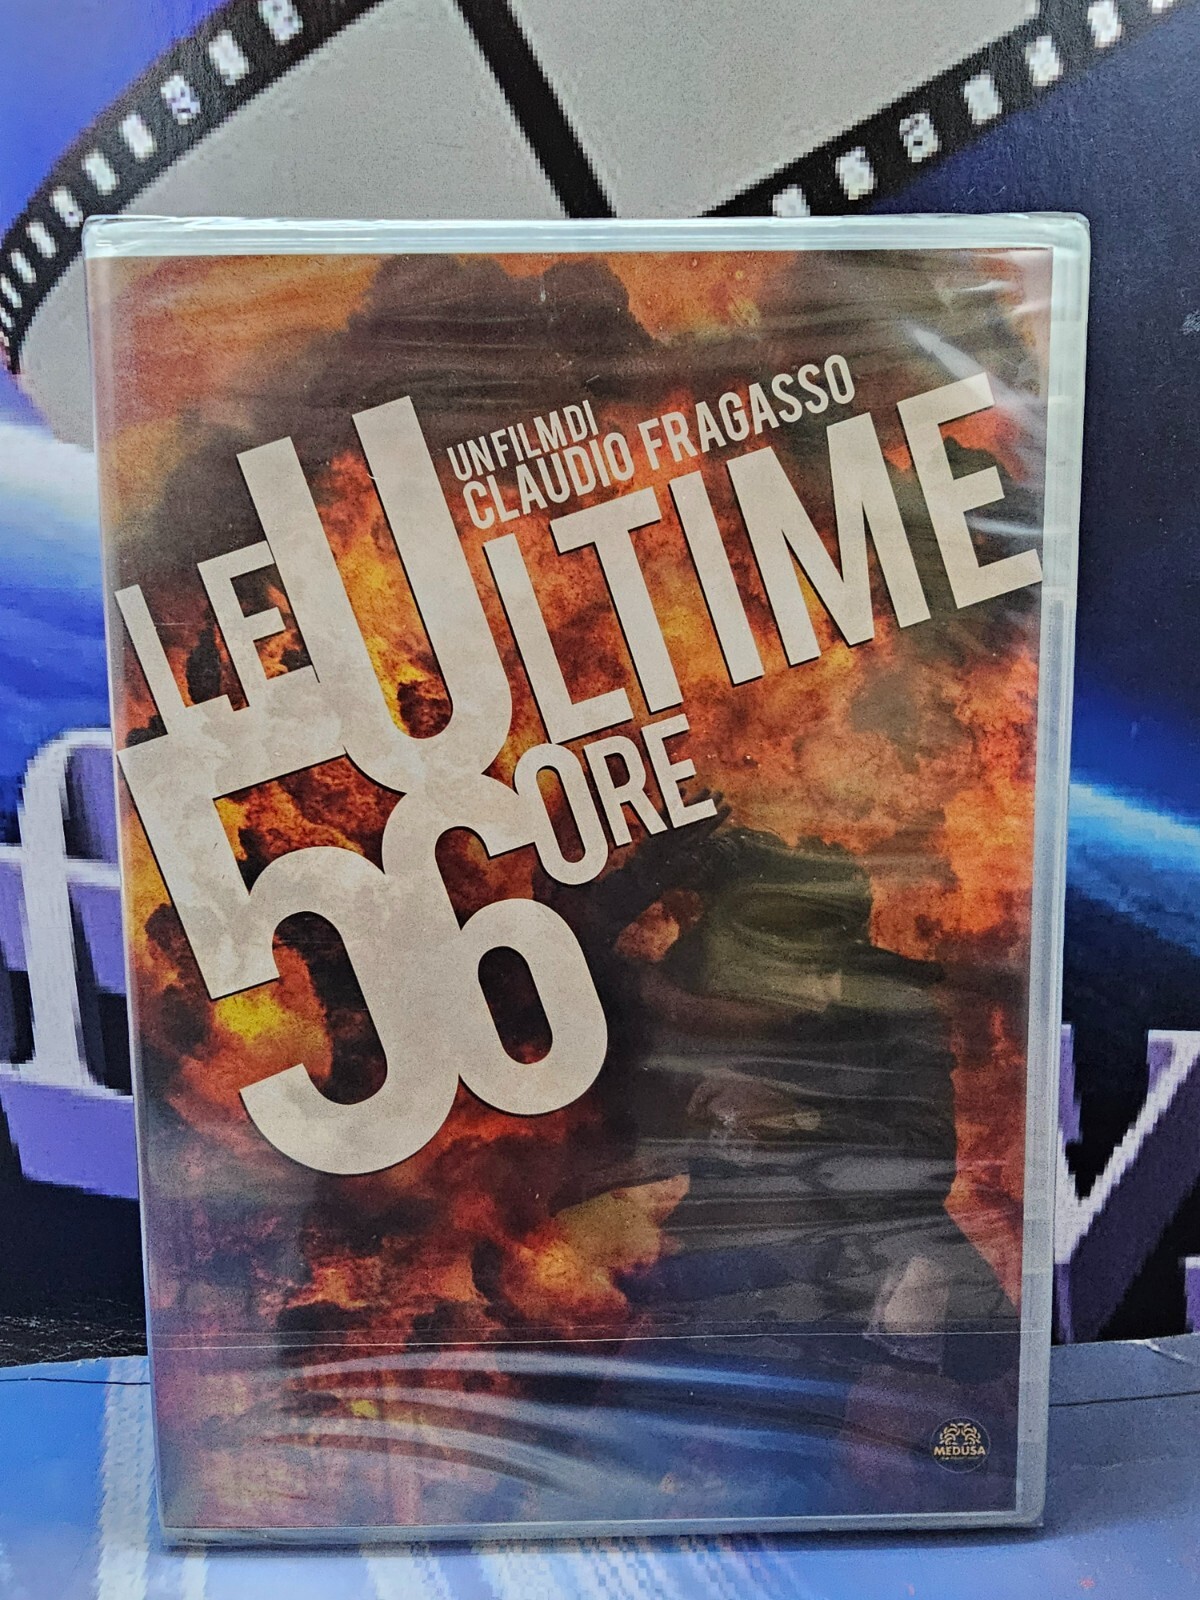 UN FILM DI
CLAUDIO FRAGASSO
LE ULTIME
56 ORE
MEDUSA